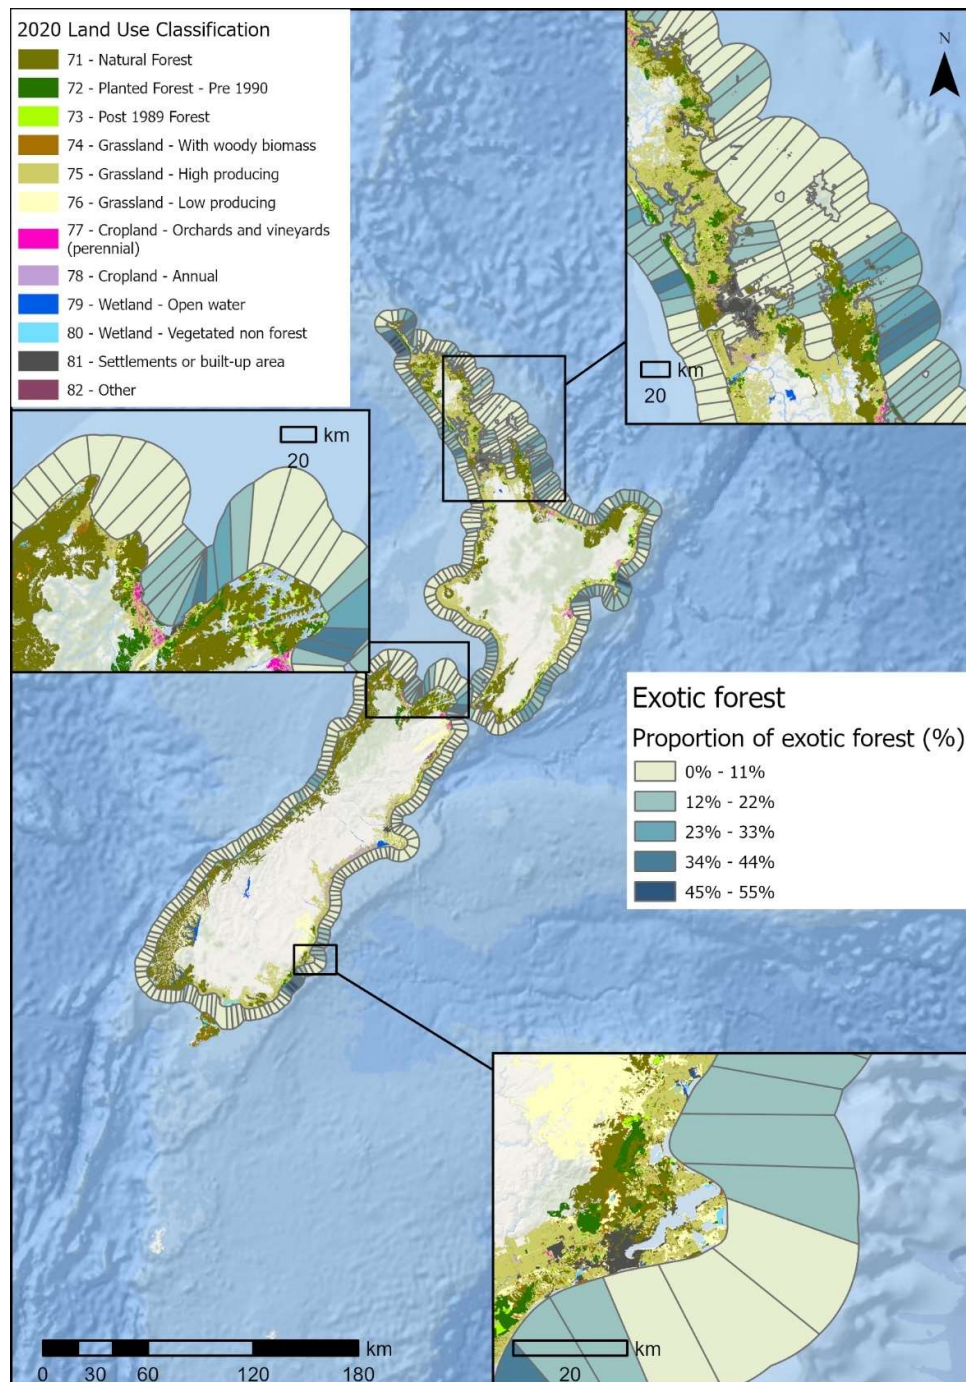 2020 Land Use Classification
71 - Natural Forest
72 - Planted Forest - Pre 1990
73 - Post 1989 Forest
74 - Grassland - With woody biomass
75 - Grassland - High producing
76 - Grassland - Low producing
77 - Cropland - Orchards and vineyards
(perennial)
78 - Cropland - Annual
79 - Wetland - Open water
80 - Wetland - Vegetated non forest
81 - Settlements or built-up area
82 - Other
N
km
20
km
20
Exotic forest
Proportion of exotic forest (%)
0% - 11%
12% - 22%
23% - 33%
34% - 44%
45% - 55%
km
20
km
0 30 60 120 180